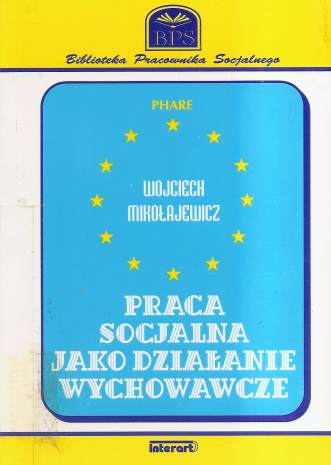 BPS
Biblioteka Pracownika Socjalnego
PHARE
WOJCIECH
MIKOŁAJEWICZ
PRACA
SOCJALNA
JAKO DZIAŁANIE
WYCHOWAWCZE
interart